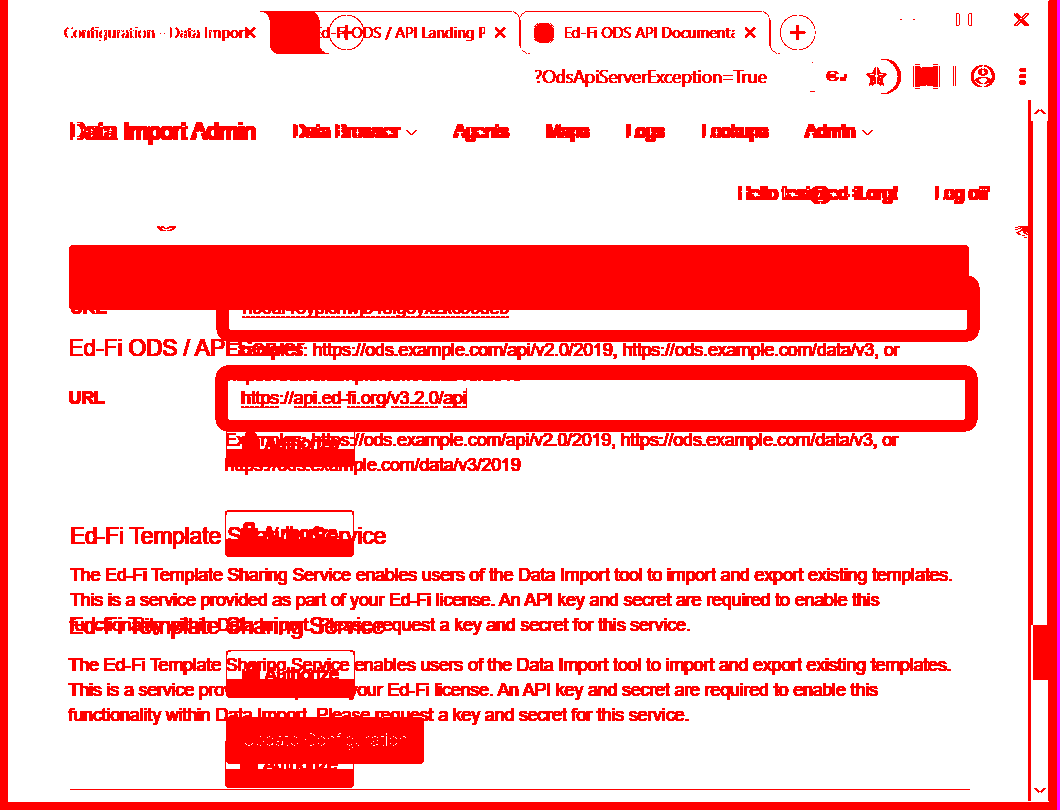 Configuration - Data Import
Ed-Fi ODS / API Landing P
Ed-Fi ODS API Documenta
?OdsApiServerException=True
Data Import Admin
Data Browser
Agents
Maps
Logs
Lookups
Admin
Hello
Log off
URL
Ed-Fi ODS / API
Examples: https://ods.example.com/api/v2.0/2019, https://ods.example.com/data/v3, or
URL
https://api.ed-fi.org/v3.2.0/api
Examples: https://ods.example.com/api/v2.0/2019, https://ods.example.com/data/v3, or
https://ods.example.com/data/v3/2019
Authorize
Authorize
Ed-Fi Template Service
The Ed-Fi Template Sharing Service enables users of the Data Import tool to import and export existing templates.
This is a service provided as part of your Ed-Fi license. An API key and secret are required to enable this
functionality within Data Import. Please request a key and secret for this service.
Ed-Fi Template Sharing Service
The Ed-Fi Template Sharing Service enables users of the Data Import tool to import and export existing templates.
This is a service your Ed-Fi license. An API key and secret are required to enable this
functionality within Data Import. Please request a key and secret for this service.
Authorize
Update Configuration
Authorize